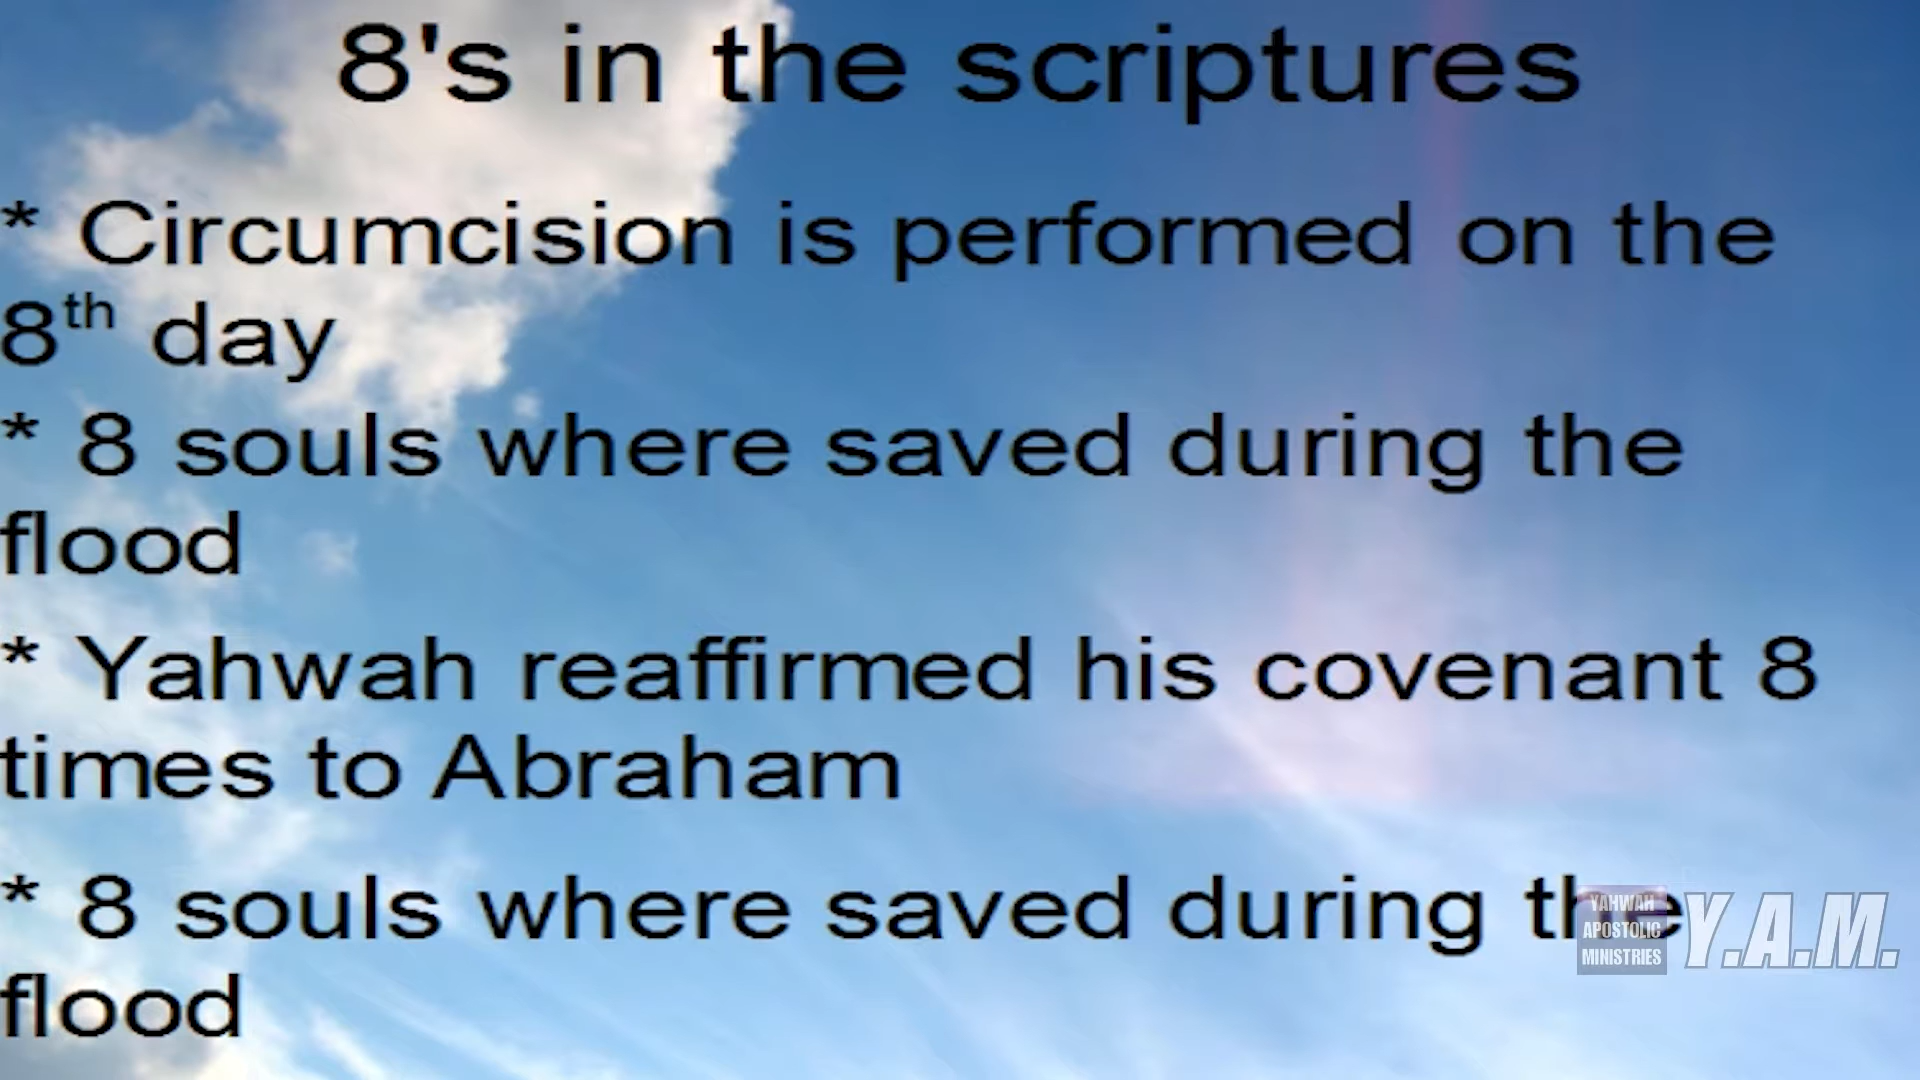 8's in the scriptures
* Circumcision is performed on the
8th day
* 8 souls where saved during the
flood
* Yahwah reaffirmed his covenant 8
times to Abraham
* 8 souls where saved during the
flood
YAHWAH
APOSTOLIC
MINISTRIES
Y.A.M.